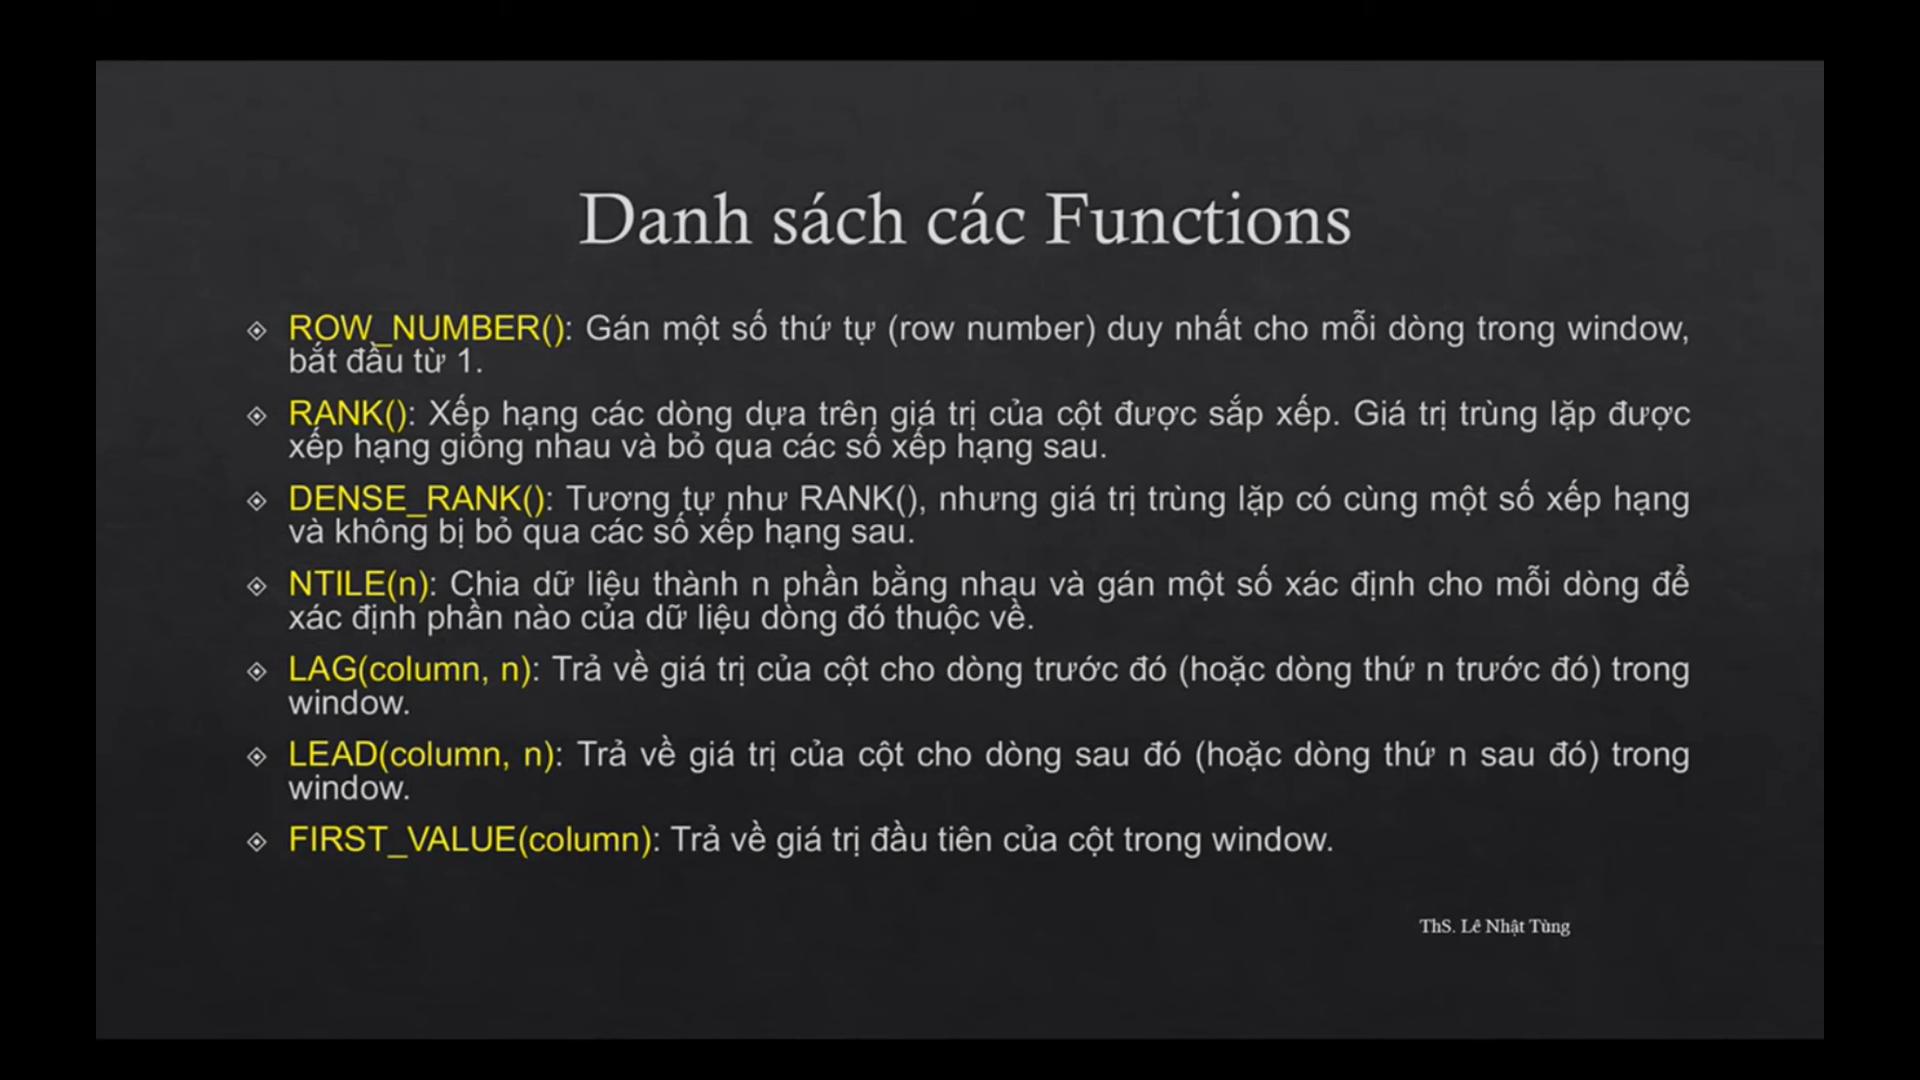 Danh sách các Functions
ROW_NUMBER(): Gán một số thứ tự (row number) duy nhất cho mỗi dòng trong window,
bắt đầu từ 1.
RANK(): Xếp hạng các dòng dựa trên giá trị của cột được sắp xếp. Giá trị trùng lặp được
xếp hạng giống nhau và bỏ qua các số xếp hạng sau.
DENSE_RANK(): Tương tự như RANK(), nhưng giá trị trùng lặp có cùng một số xếp hạng
và không bị bỏ qua các số xếp hạng sau.
NTILE(n): Chia dữ liệu thành n phần bằng nhau và gán một số xác định cho mỗi dòng để
xác định phần nào của dữ liệu dòng đó thuộc về.
LAG(column, n): Trả về giá trị của cột cho dòng trước đó (hoặc dòng thứ n trước đó) trong
window.
LEAD(column, n): Trả về giá trị của cột cho dòng sau đó (hoặc dòng thứ n sau đó) trong
window.
FIRST_VALUE(column): Trả về giá trị đầu tiên của cột trong window.
ThS. Lê Nhật Tùng